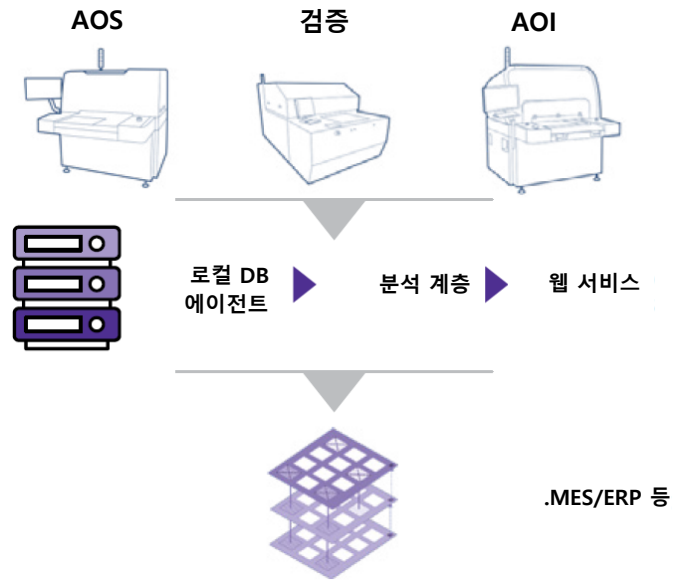 AOS
검증
AOI
로컬 DB
에이전트
분석 계층
웹 서비스
.MES/ERP 등